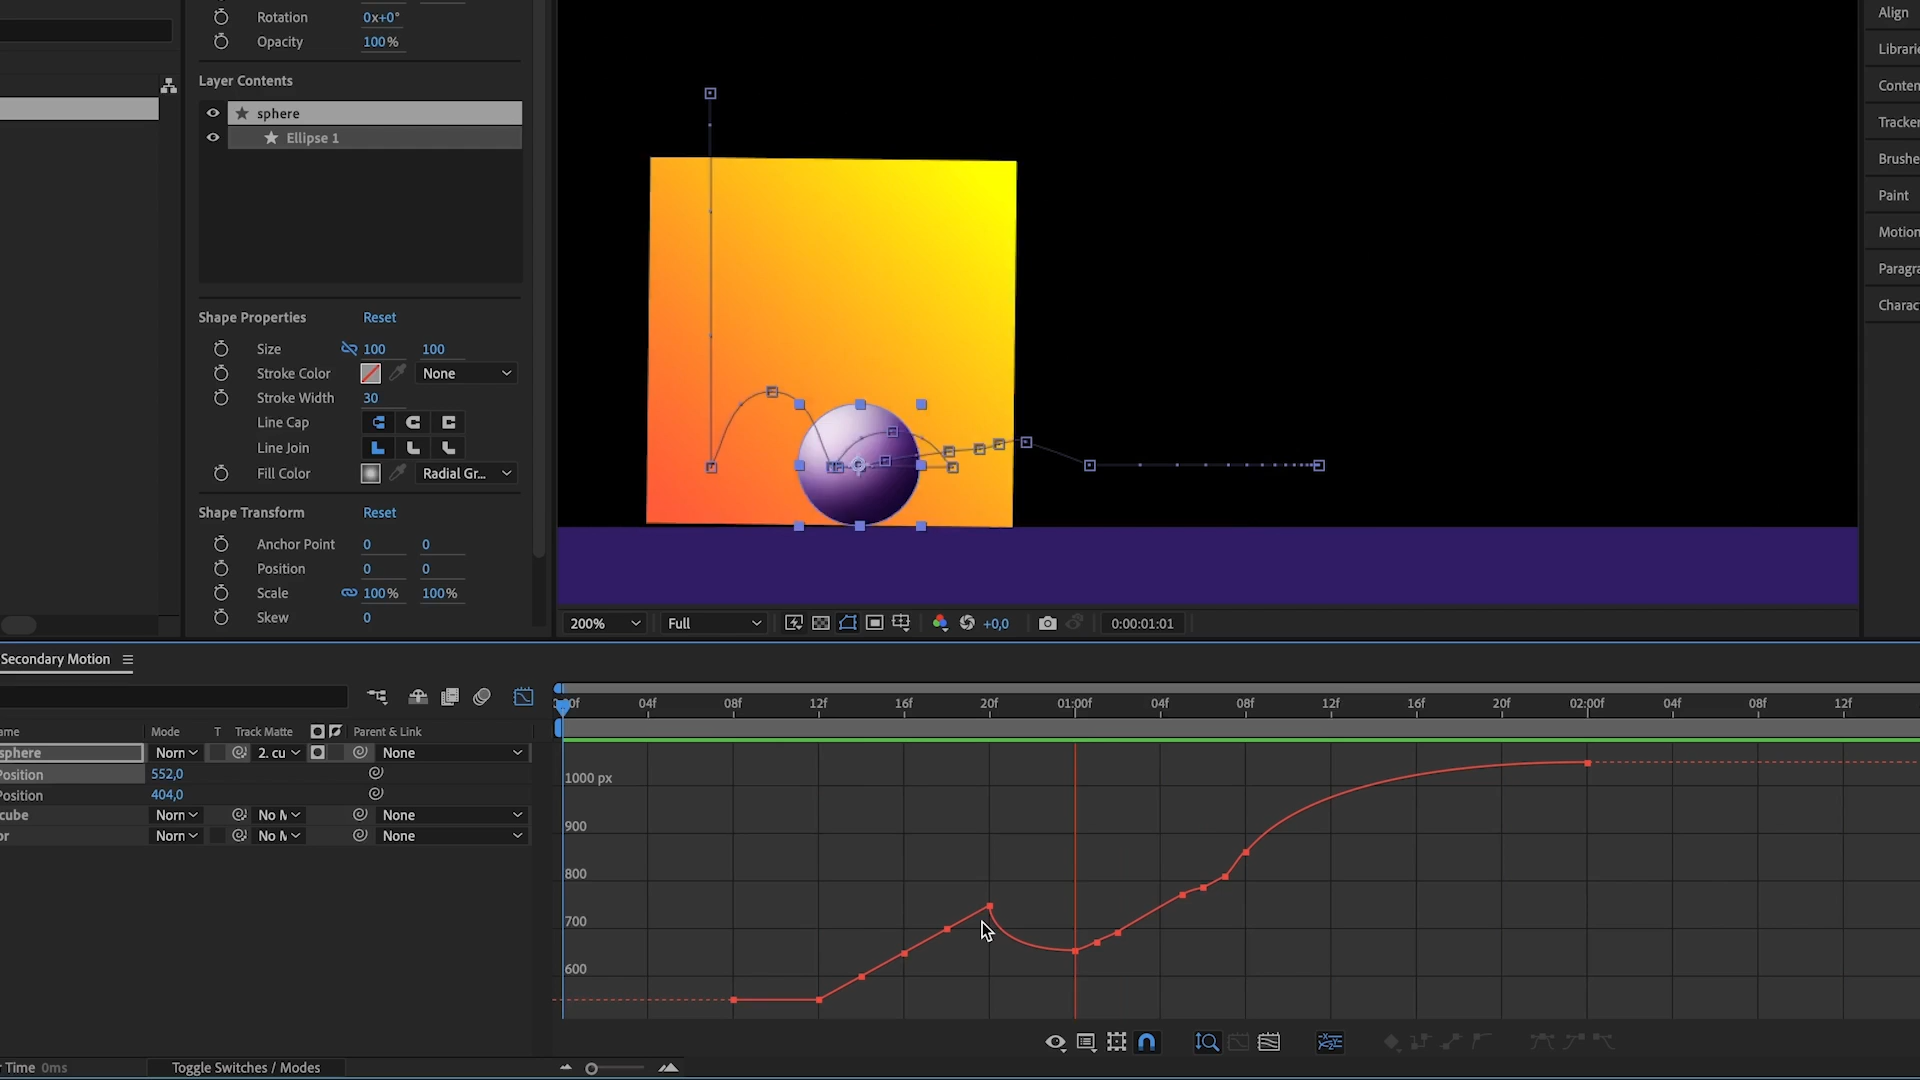 Rotation 0x+0°
Opacity 100%
Layer Contents
sphere
Ellipse 1
Shape Properties Reset
Size 100 100
Stroke Color None
Stroke Width 30
Line Cap
Line Join
Fill Color Radial Gr...
Shape Transform Reset
Anchor Point 0 0
Position 0 0
Scale 100% 100%
Skew 0
200% Full +0,0 0:00:01:01
Align
Librarie
Conten
Tracker
Brushe
Paint
Motion
Paragra
Charac
Secondary Motion
04f 08f 12f 16f 20f 01:00f 04f 08f 12f 16f 20f 02:00f 04f 08f 12f
ame Mode T Track Matte Parent & Link
sphere Norn 2. cu None
Position 552,0
Position 404,0
cube Norn No M None
or Norn No M None
1000 px
900
800
700
600
Time 0ms Toggle Switches / Modes